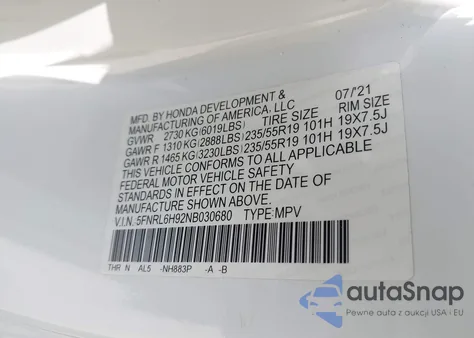 MFD. BY HONDA DEVELOPMENT & 07/'21
MANUFACTURING OF AMERICA, LLC
GVWR 2730 KG (6019LBS) TIRE SIZE RIM SIZE
GAWR F 1310 KG (2888LBS) 235/55R19 101H 19X7.5J
GAWR R 1465 KG (3230LBS) 235/55R19 101H 19X7.5J
THIS VEHICLE CONFORMS TO ALL APPLICABLE
FEDERAL MOTOR VEHICLE SAFETY
STANDARDS IN EFFECT ON THE DATE OF
MANUFACTURE SHOWN ABOVE.
V.I.N. 5FNRL6H92NB030680 TYPE: MPV
THR N AL5 -NH883P -A -B
autoSnap
Pewne auta z aukcji USA i EU